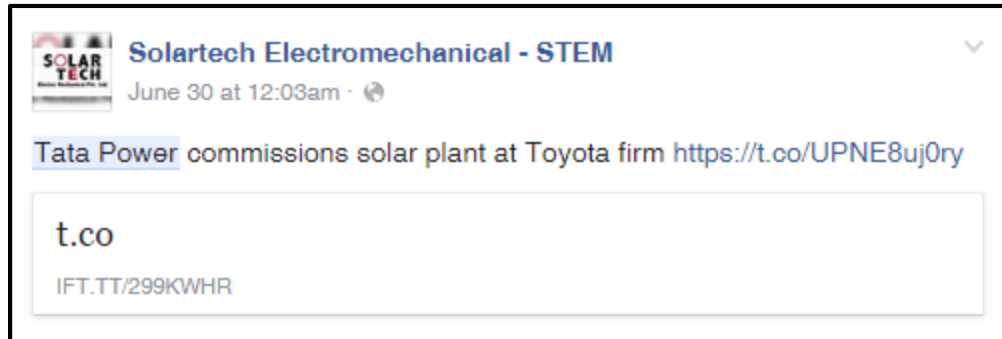 SOLAR
TECH
Solartech Electromechanical - STEM
June 30 at 12:03am ·
Tata Power commissions solar plant at Toyota firm https://t.co/UPNE8uj0ry
t.co
IFT.TT/299KWHR